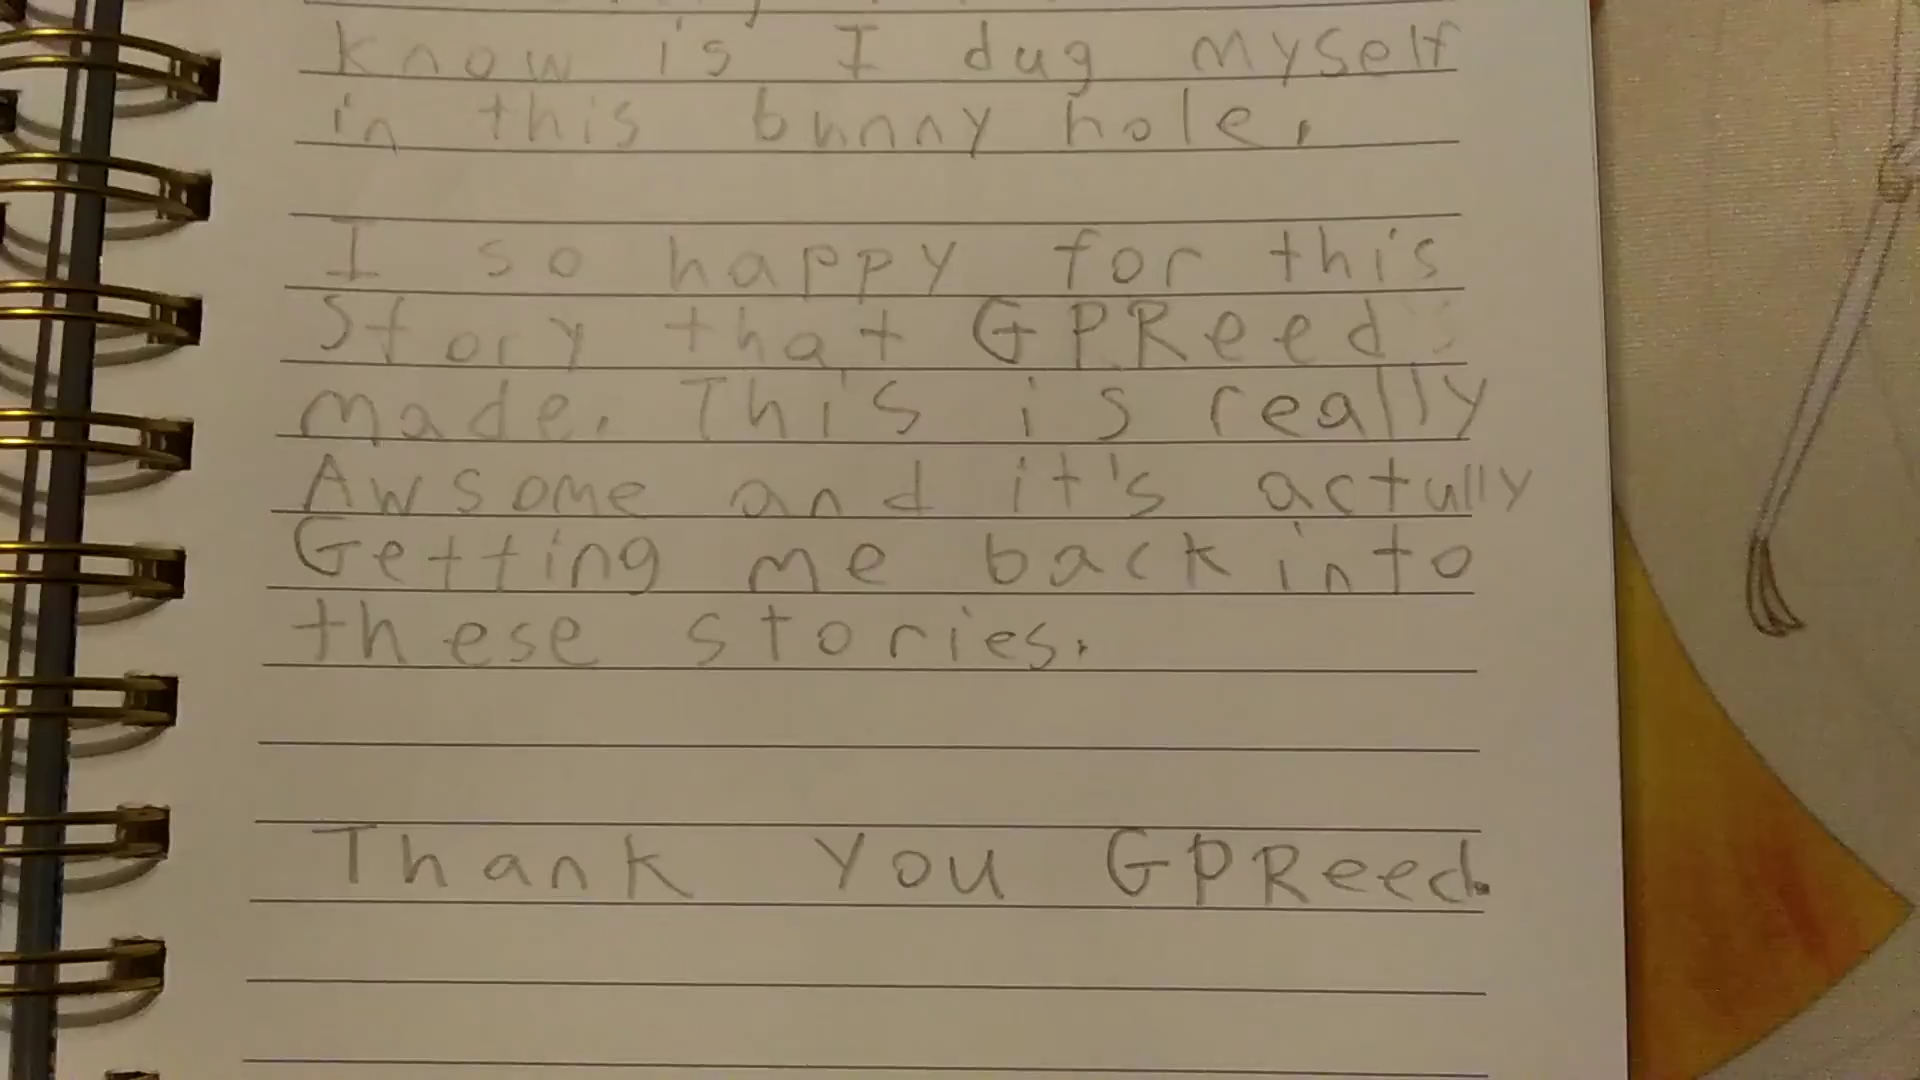 know is I dug myself
in this bunny hole.
I so happy for this
Story that GPReed
made. This is really
Awsome and it's actully
Getting me back into
these stories.
Thank You GPReed.